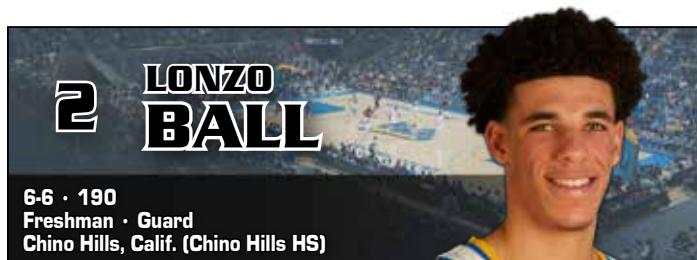 2
LONZO
BALL
6-6 · 190
Freshman · Guard
Chino Hills, Calif. (Chino Hills HS)